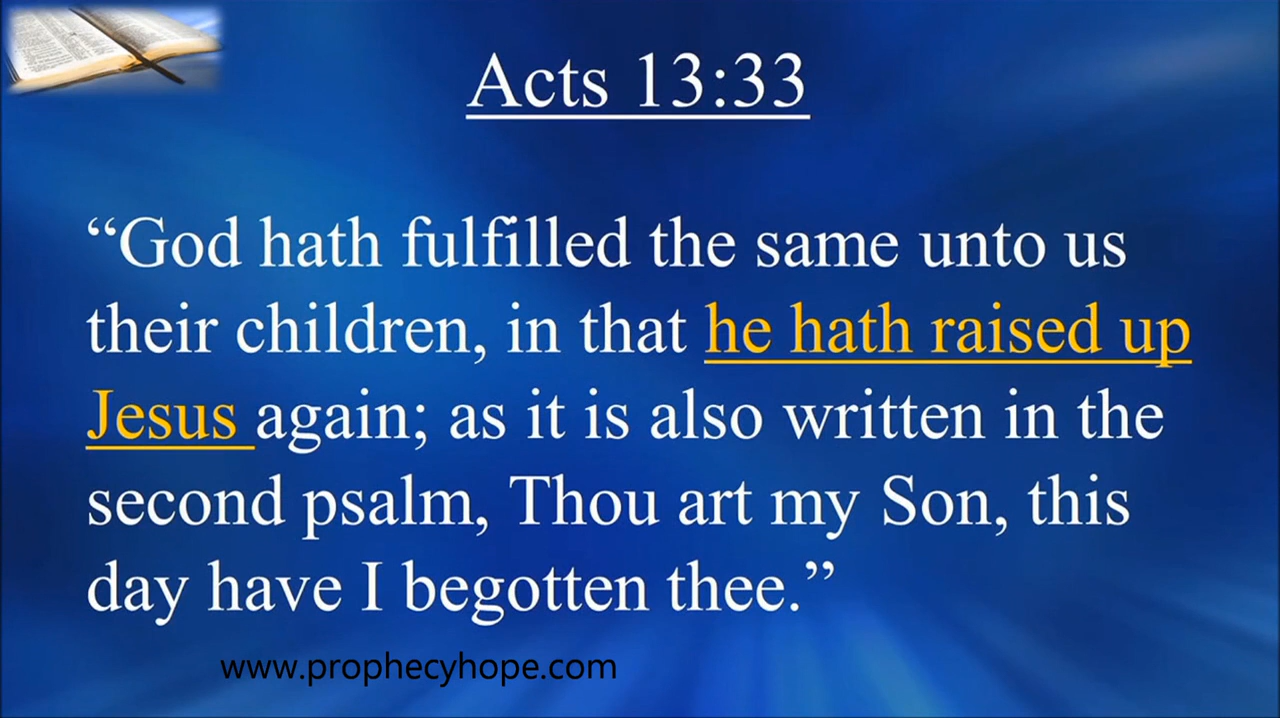 Acts 13:33
“God hath fulfilled the same unto us
their children, in that he hath raised up
Jesus again; as it is also written in the
second psalm, Thou art my Son, this
day have I begotten thee.”
www.prophecyhope.com